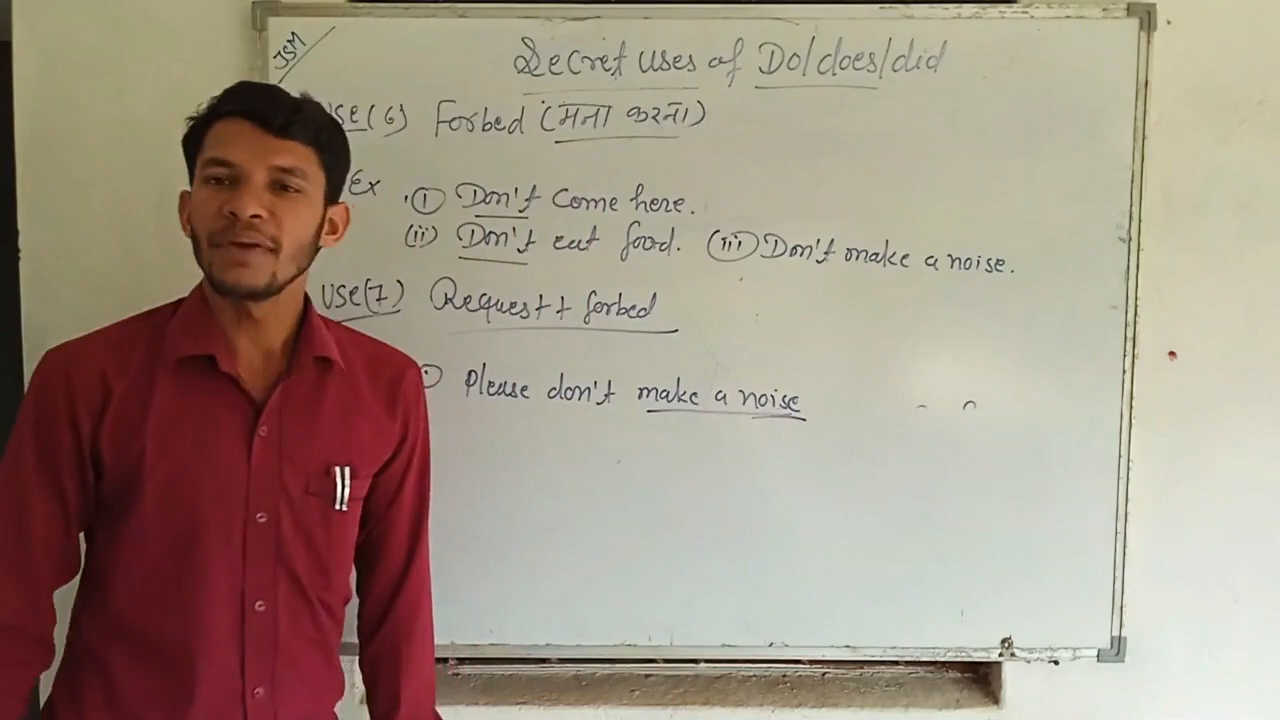 JSM
Secret uses of Do/does/did
use(6) Forbed (मना करना)
Ex . (i) Don't come here.
(ii) Don't eat food. (iii) Don't make a noise.
use(7) Request + forbed
(i) Please don't make a noise